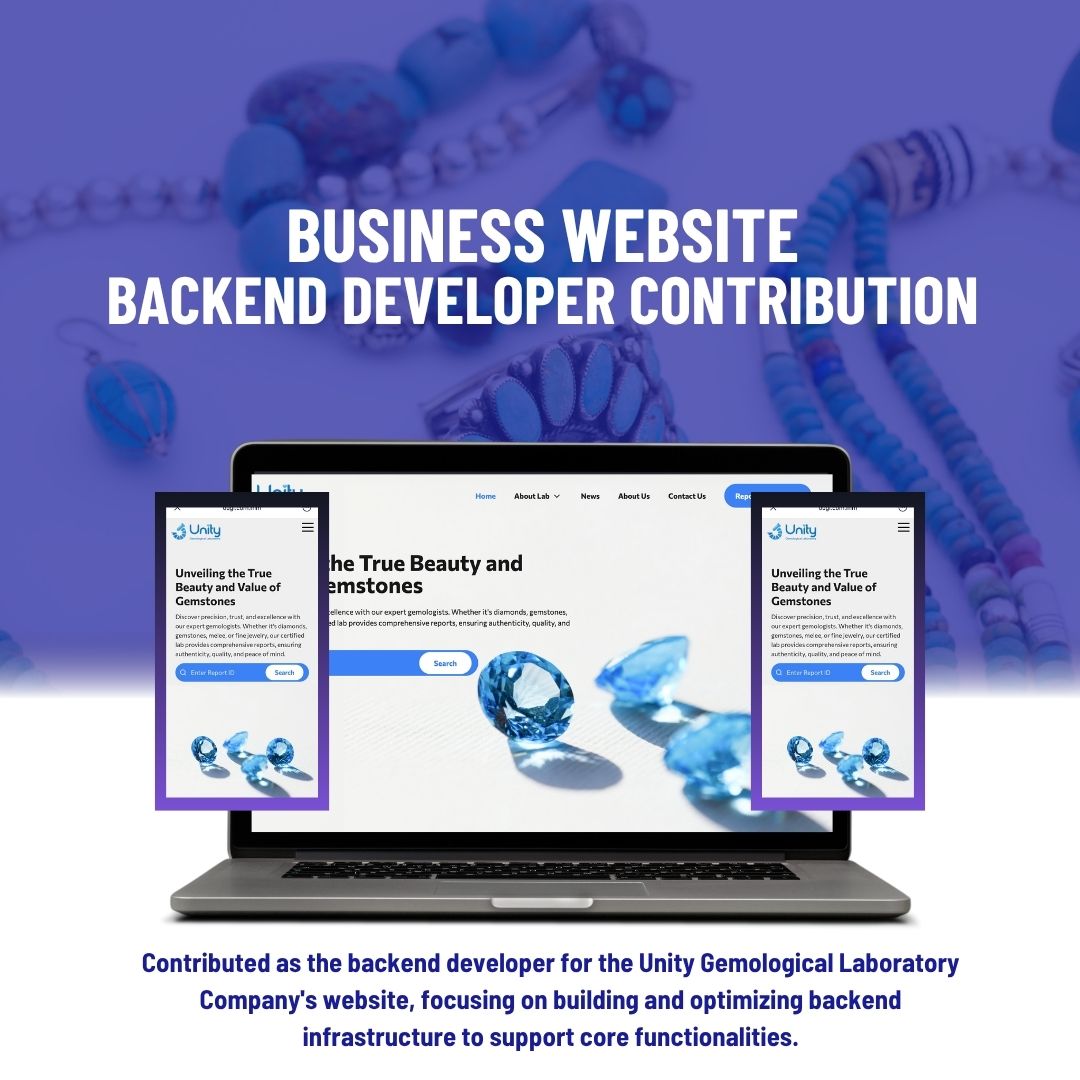 BUSINESS WEBSITE
BACKEND DEVELOPER CONTRIBUTION
Unity
Home About Lab News About Us Contact Us
the True Beauty and
emstones
cellence with our expert gemologists. Whether it's diamonds, gemstones,
ed lab provides comprehensive reports, ensuring authenticity, quality, and
Search
Unity
Gemological Laboratory
Unveiling the True
Beauty and Value of
Gemstones
Discover precision, trust, and excellence with
our expert gemologists. Whether it's diamonds,
gemstones, melee, or fine jewelry, our certified
lab provides comprehensive reports, ensuring
authenticity, quality, and peace of mind.
Enter Report ID Search
Unity
Gemological Laboratory
Unveiling the True
Beauty and Value of
Gemstones
Discover precision, trust, and excellence with
our expert gemologists. Whether it's diamonds,
gemstones, melee, or fine jewelry, our certified
lab provides comprehensive reports, ensuring
authenticity, quality, and peace of mind.
Enter Report ID Search
Contributed as the backend developer for the Unity Gemological Laboratory
Company's website, focusing on building and optimizing backend
infrastructure to support core functionalities.